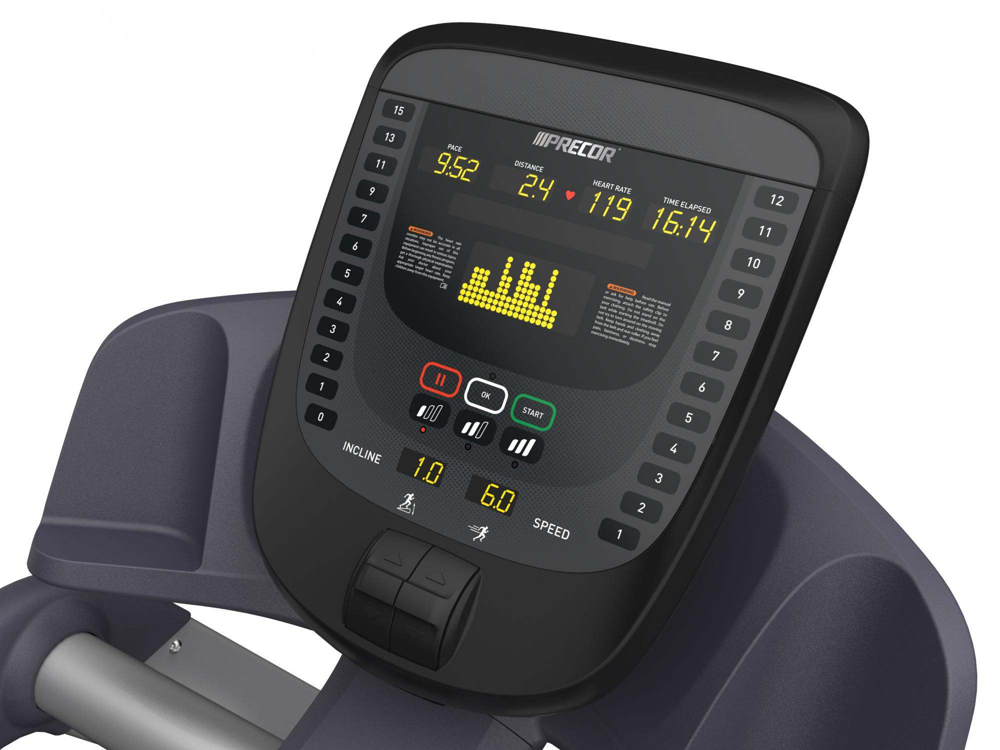 PRECOR
PACE
9:52
DISTANCE
2.4
HEART RATE
119
TIME ELAPSED
16:14
15
13
11
9
7
6
5
4
3
2
1
0
WARNING The heart rate
monitor may not be accurate in all
situations. Improper use of this
equipment can result in serious injury.
Before beginning any fitness program,
get a thorough physical examination.
Ask your doctor about your
appropriate target heart rate. Keep
children away from this equipment.
WARNING Read the manual
or ask for help before use. Before
exercising, attach the safety clip to
your clothing. Do not stand on the
belt while starting the treadmill. Do
not try to turn around on the moving
belt. Keep hands and clothing away
from the belt and rear roller. If you feel
pain, faintness, or dizziness, stop
exercising immediately.
12
11
10
9
8
7
6
5
4
3
2
1
OK
START
INCLINE
1.0
6.0
SPEED